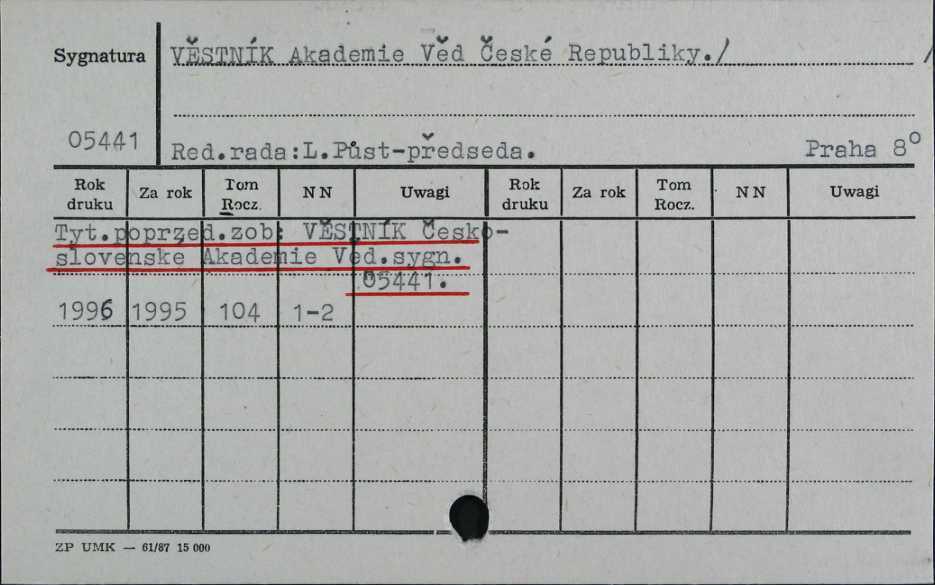 Sygnatura
VĚSTNÍK Akademie Věd České Republiky./ /
05441
Red.rada:L.Půst-předseda. Praha 8°
Rok druku Za rok Tom Rocz. N N Uwagi Rok druku Za rok Tom Rocz. N N Uwagi
Tyt.poprzed.zob: VĚSTNÍK Česko-
slovenske Akademie Ved.sygn.
05441.
1996 1995 104 1-2
ZP UMK — 61/87 15 000